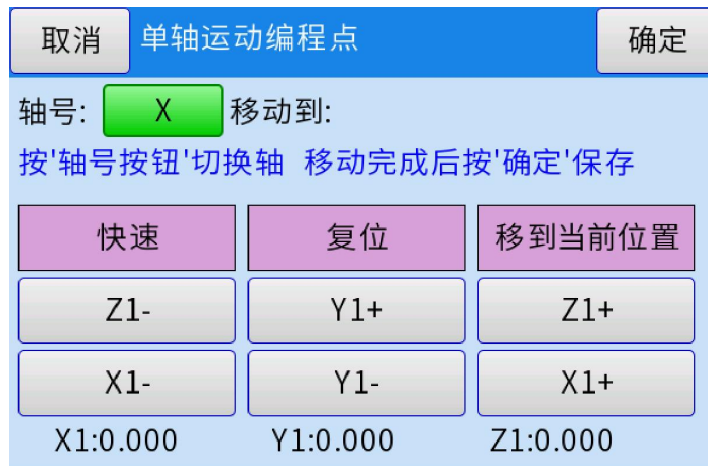 取消 单轴运动编程点 确定
轴号: X 移动到:
按'轴号按钮'切换轴 移动完成后按'确定'保存
快速 复位 移到当前位置
Z1- Y1+ Z1+
X1- Y1- X1+
X1:0.000 Y1:0.000 Z1:0.000